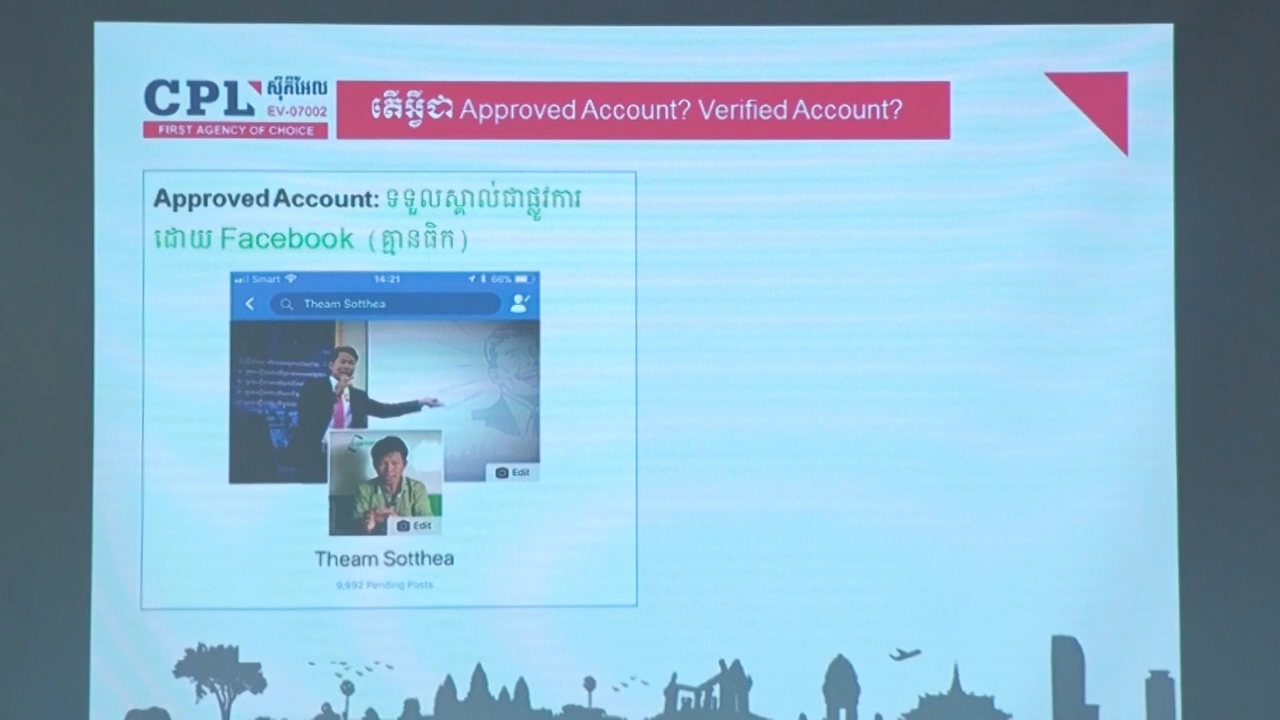 CPL ស៊ីភីអែល
EV-07002
FIRST AGENCY OF CHOICE
តើអ្វីជា Approved Account? Verified Account?
Approved Account: ទទួលស្គាល់ជាផ្លូវការ
ដោយ Facebook (គ្មានធិក)
Smart 14:21 66%
Theam Sotthea
Edit
Edit
Theam Sotthea
9,692 Pending Posts